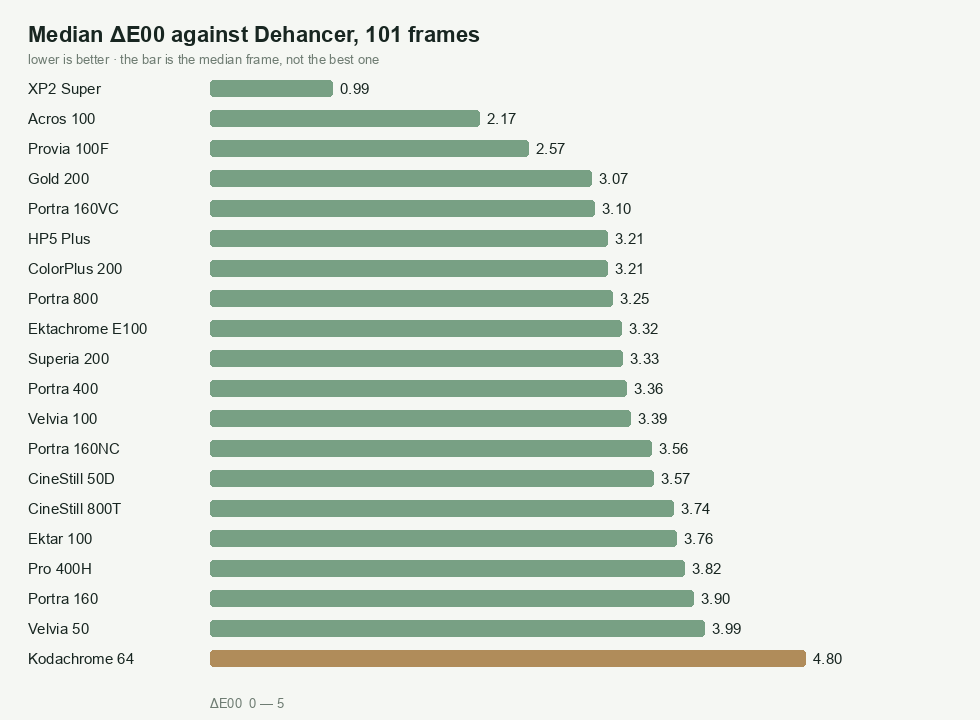 Median ΔE00 against Dehancer, 101 frames
lower is better · the bar is the median frame, not the best one
XP2 Super 0.99
Acros 100 2.17
Provia 100F 2.57
Gold 200 3.07
Portra 160VC 3.10
HP5 Plus 3.21
ColorPlus 200 3.21
Portra 800 3.25
Ektachrome E100 3.32
Superia 200 3.33
Portra 400 3.36
Velvia 100 3.39
Portra 160NC 3.56
CineStill 50D 3.57
CineStill 800T 3.74
Ektar 100 3.76
Pro 400H 3.82
Portra 160 3.90
Velvia 50 3.99
Kodachrome 64 4.80
ΔE00 0 — 5